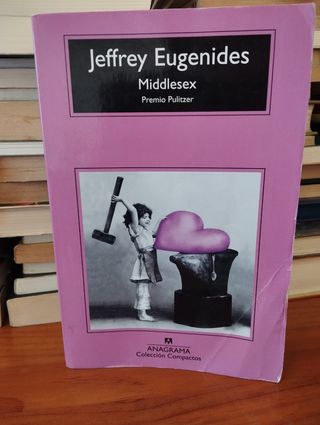 Jeffrey Eugenides
Middlesex
Premio Pulitzer
ANAGRAMA
Colección Compactos